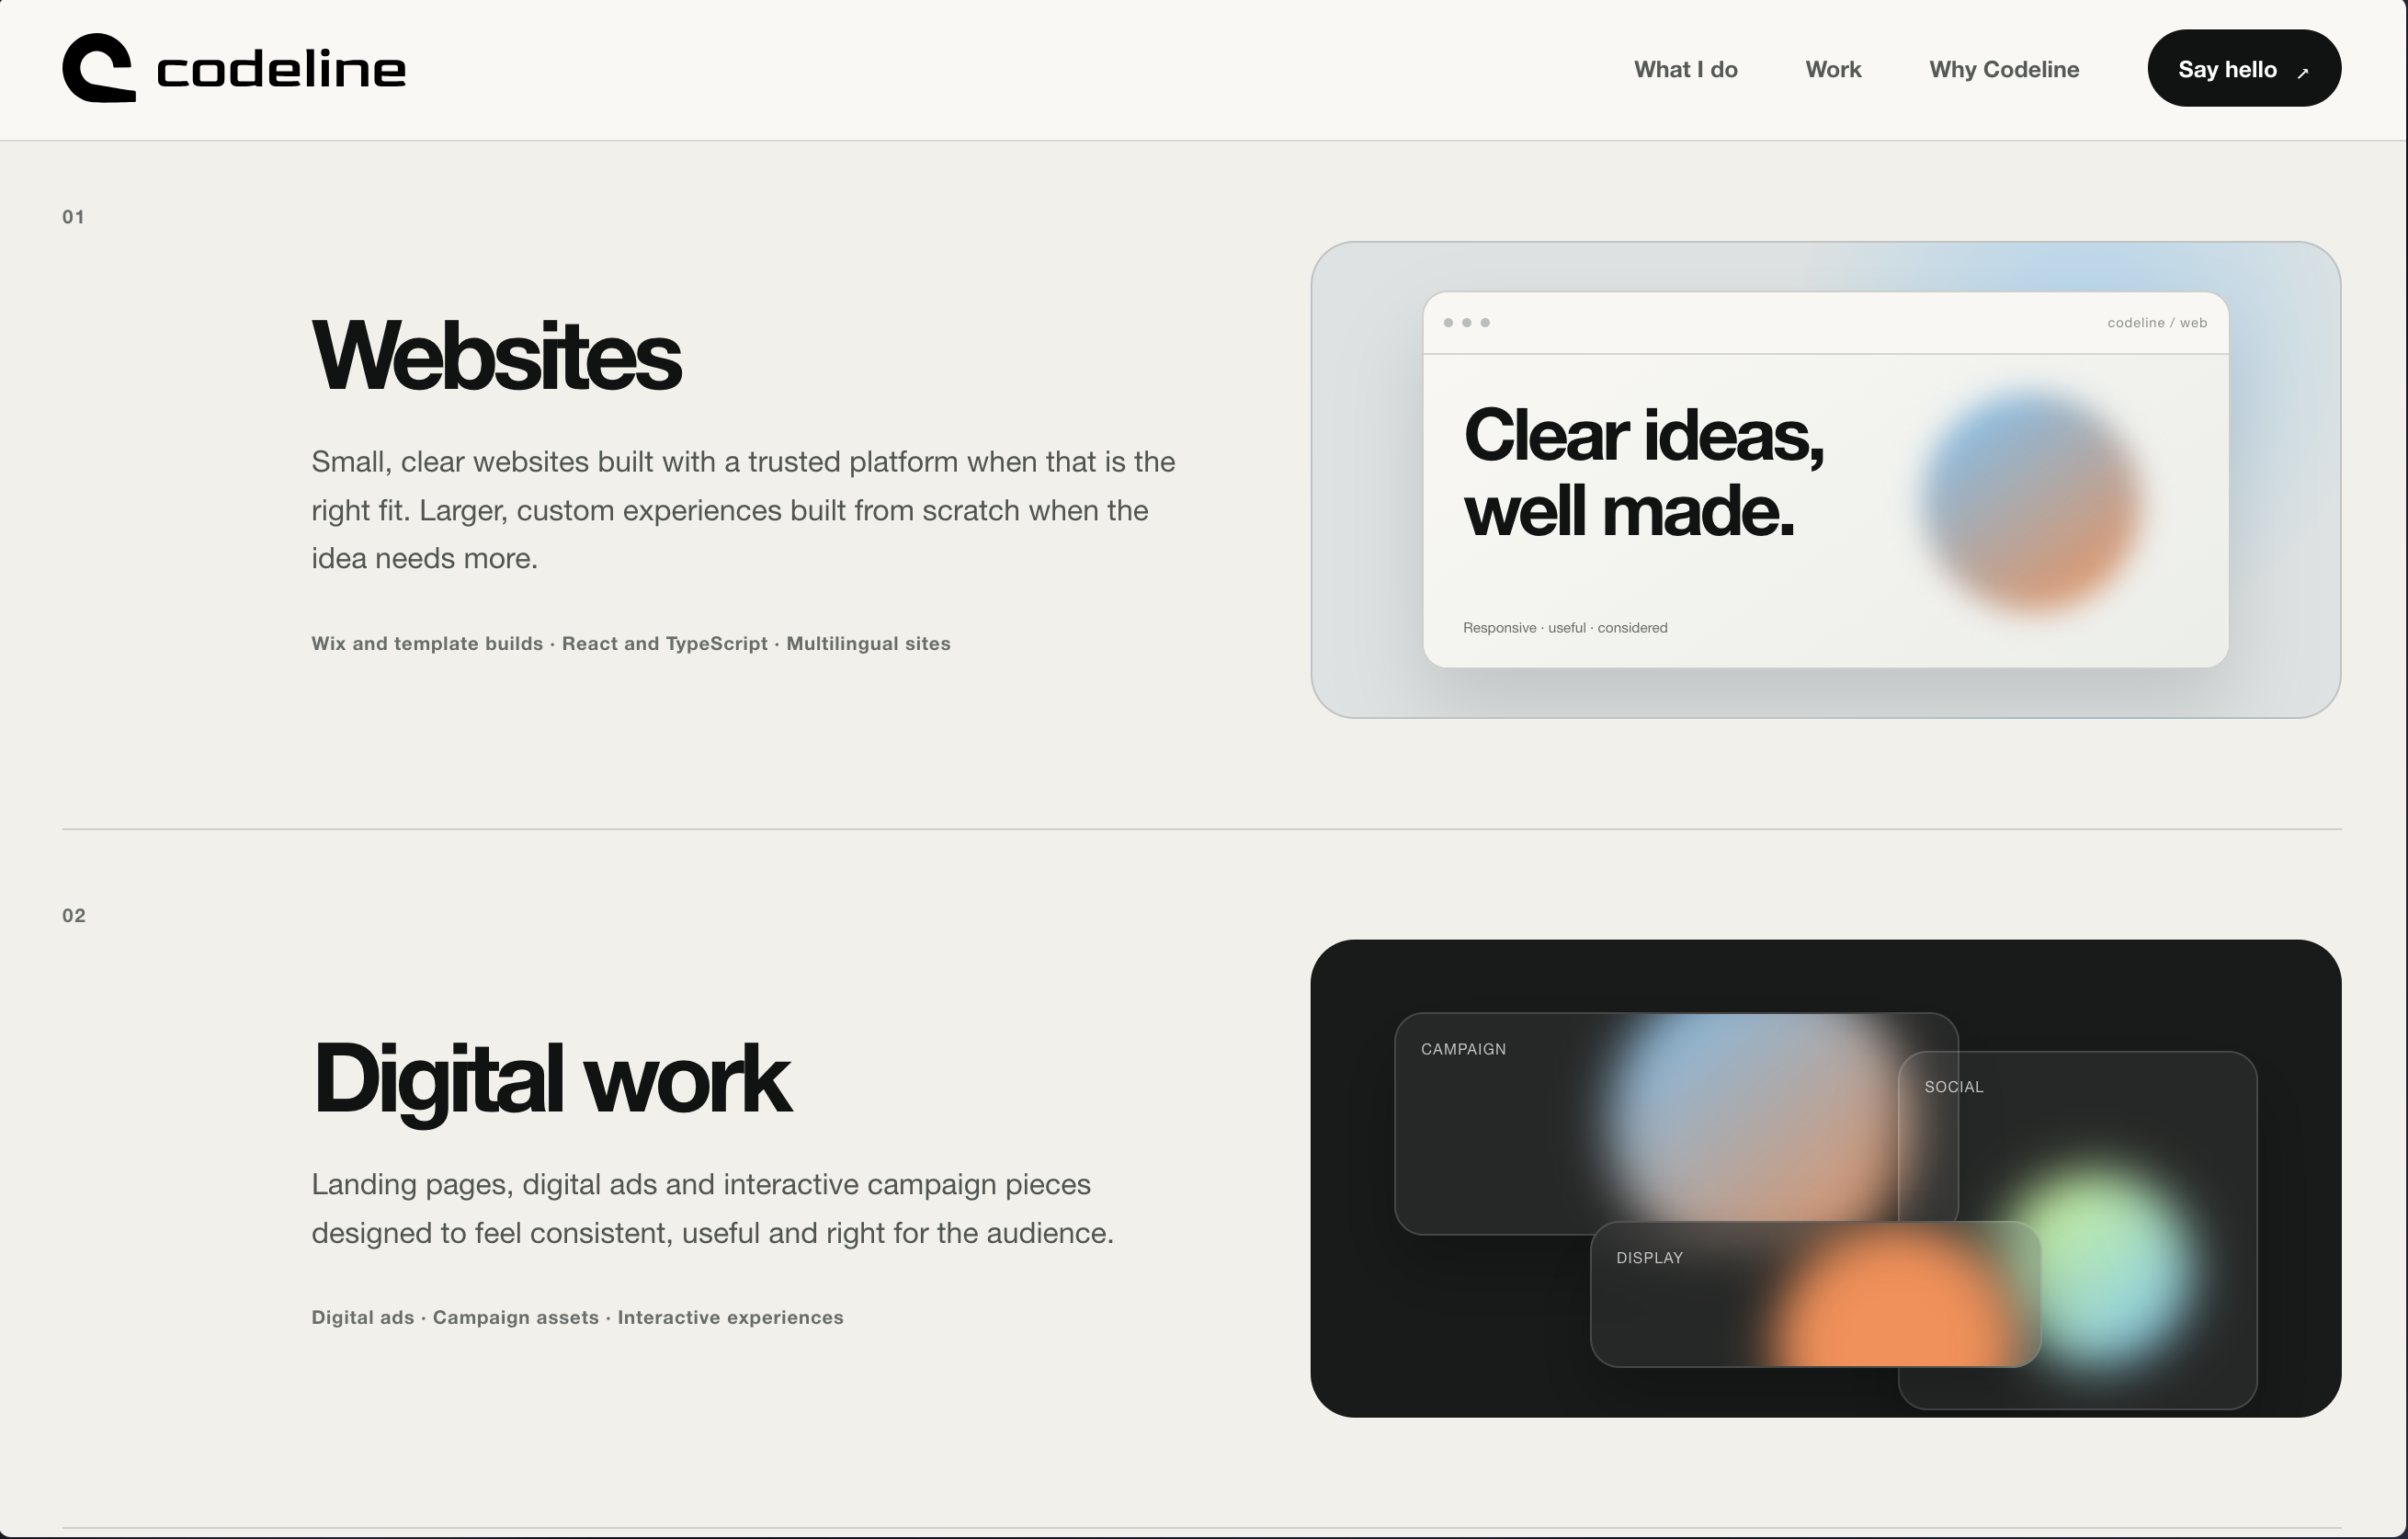 codeline
What I do
Work
Why Codeline
Say hello ↗
01
Websites
Small, clear websites built with a trusted platform when that is the
right fit. Larger, custom experiences built from scratch when the
idea needs more.
Wix and template builds · React and TypeScript · Multilingual sites
codeline / web
Clear ideas,
well made.
Responsive · useful · considered
02
Digital work
Landing pages, digital ads and interactive campaign pieces
designed to feel consistent, useful and right for the audience.
Digital ads · Campaign assets · Interactive experiences
CAMPAIGN
SOCIAL
DISPLAY